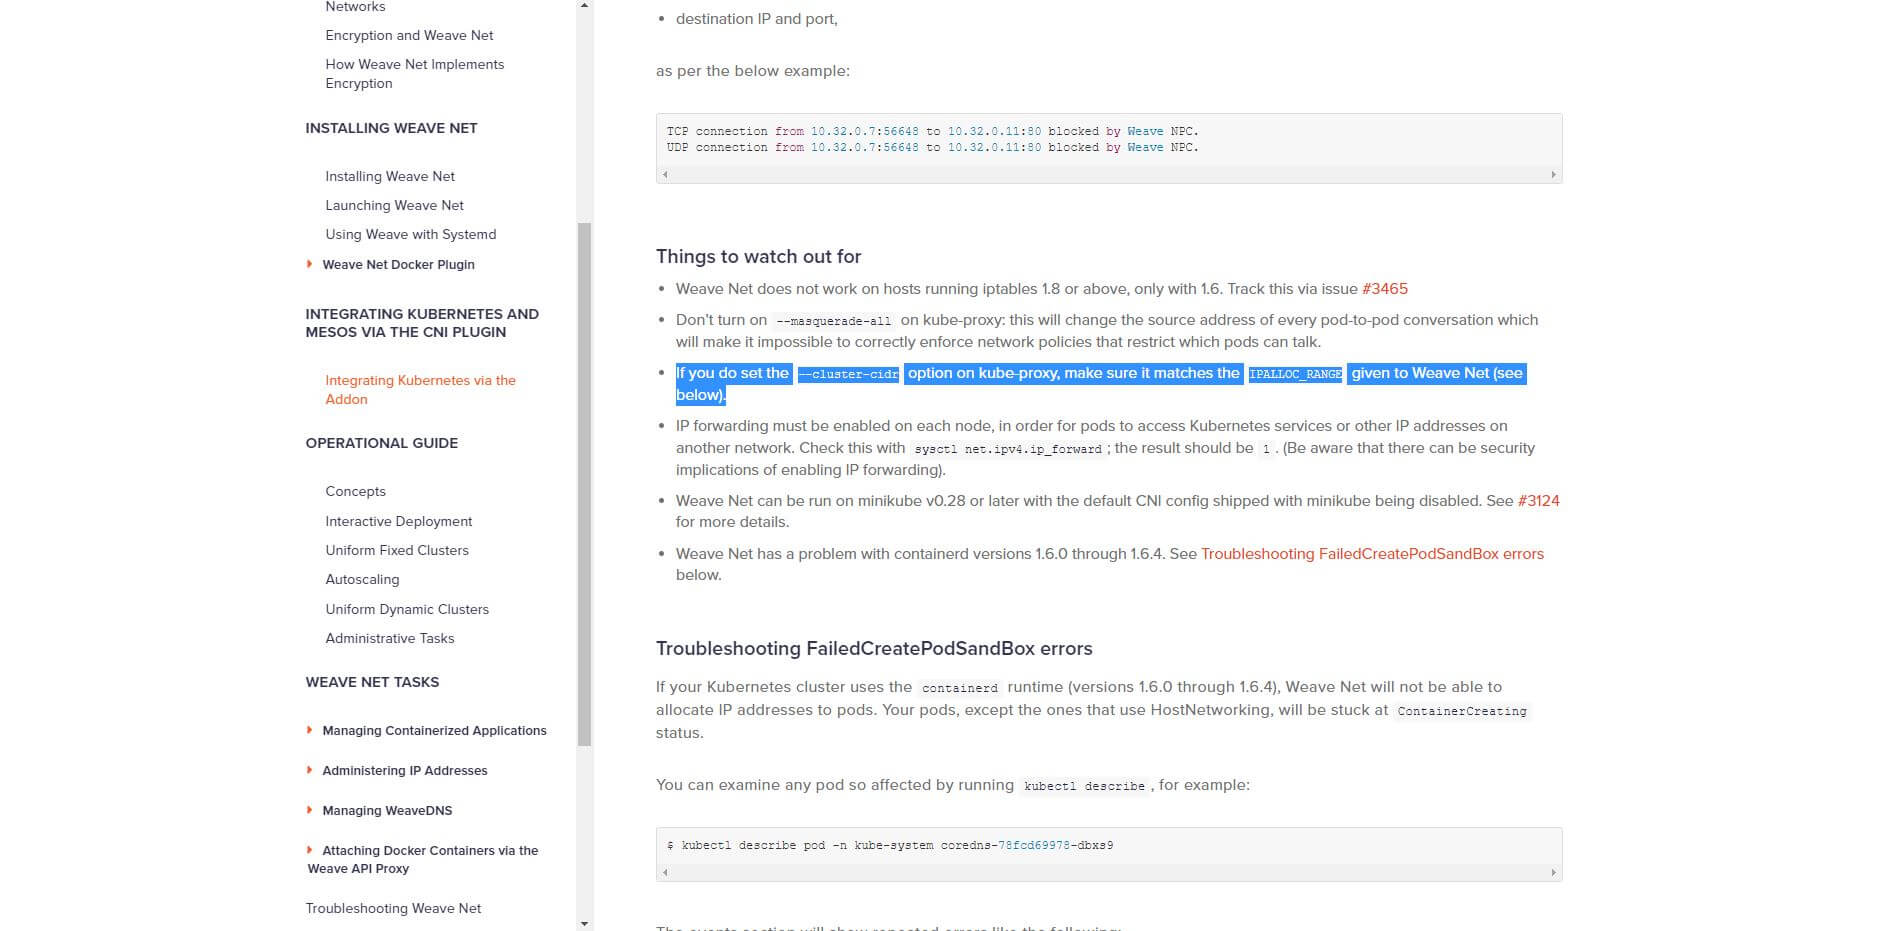 Networks
Encryption and Weave Net
How Weave Net Implements
Encryption
INSTALLING WEAVE NET
Installing Weave Net
Launching Weave Net
Using Weave with Systemd
Weave Net Docker Plugin
INTEGRATING KUBERNETES AND
MESOS VIA THE CNI PLUGIN
Integrating Kubernetes via the
Addon
OPERATIONAL GUIDE
Concepts
Interactive Deployment
Uniform Fixed Clusters
Autoscaling
Uniform Dynamic Clusters
Administrative Tasks
WEAVE NET TASKS
Managing Containerized Applications
Administering IP Addresses
Managing WeaveDNS
Attaching Docker Containers via the
Weave API Proxy
Troubleshooting Weave Net
• destination IP and port,
as per the below example:
TCP connection from 10.32.0.7:56648 to 10.32.0.11:80 blocked by Weave NPC.
UDP connection from 10.32.0.7:56648 to 10.32.0.11:80 blocked by Weave NPC.
Things to watch out for
• Weave Net does not work on hosts running iptables 1.8 or above, only with 1.6. Track this via issue #3465
• Don't turn on --masquerade-all on kube-proxy: this will change the source address of every pod-to-pod conversation which
will make it impossible to correctly enforce network policies that restrict which pods can talk.
• If you do set the --cluster-cidr option on kube-proxy, make sure it matches the IPALLOC_RANGE given to Weave Net (see
below).
• IP forwarding must be enabled on each node, in order for pods to access Kubernetes services or other IP addresses on
another network. Check this with sysctl net.ipv4.ip_forward ; the result should be 1 . (Be aware that there can be security
implications of enabling IP forwarding).
• Weave Net can be run on minikube v0.28 or later with the default CNI config shipped with minikube being disabled. See #3124
for more details.
• Weave Net has a problem with containerd versions 1.6.0 through 1.6.4. See Troubleshooting FailedCreatePodSandBox errors
below.
Troubleshooting FailedCreatePodSandBox errors
If your Kubernetes cluster uses the containerd runtime (versions 1.6.0 through 1.6.4), Weave Net will not be able to
allocate IP addresses to pods. Your pods, except the ones that use HostNetworking, will be stuck at ContainerCreating
status.
You can examine any pod so affected by running kubectl describe , for example:
$ kubectl describe pod -n kube-system coredns-78fcd69978-dbxs9
The events section will show repeated errors like the following: